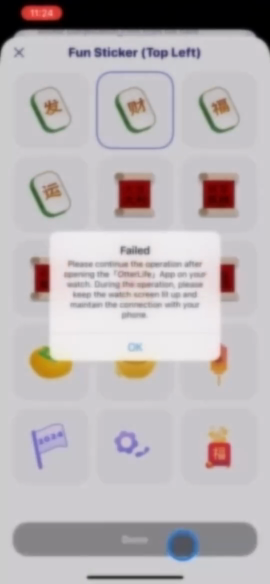 11:24
Fun Sticker (Top Left)
发
财
福
运
Failed
Please continue the operation after
opening the「OtterLife」App on your
watch. During the operation, please
keep the watch screen lit up and
maintain the connection with your
phone.
OK
2024
Done